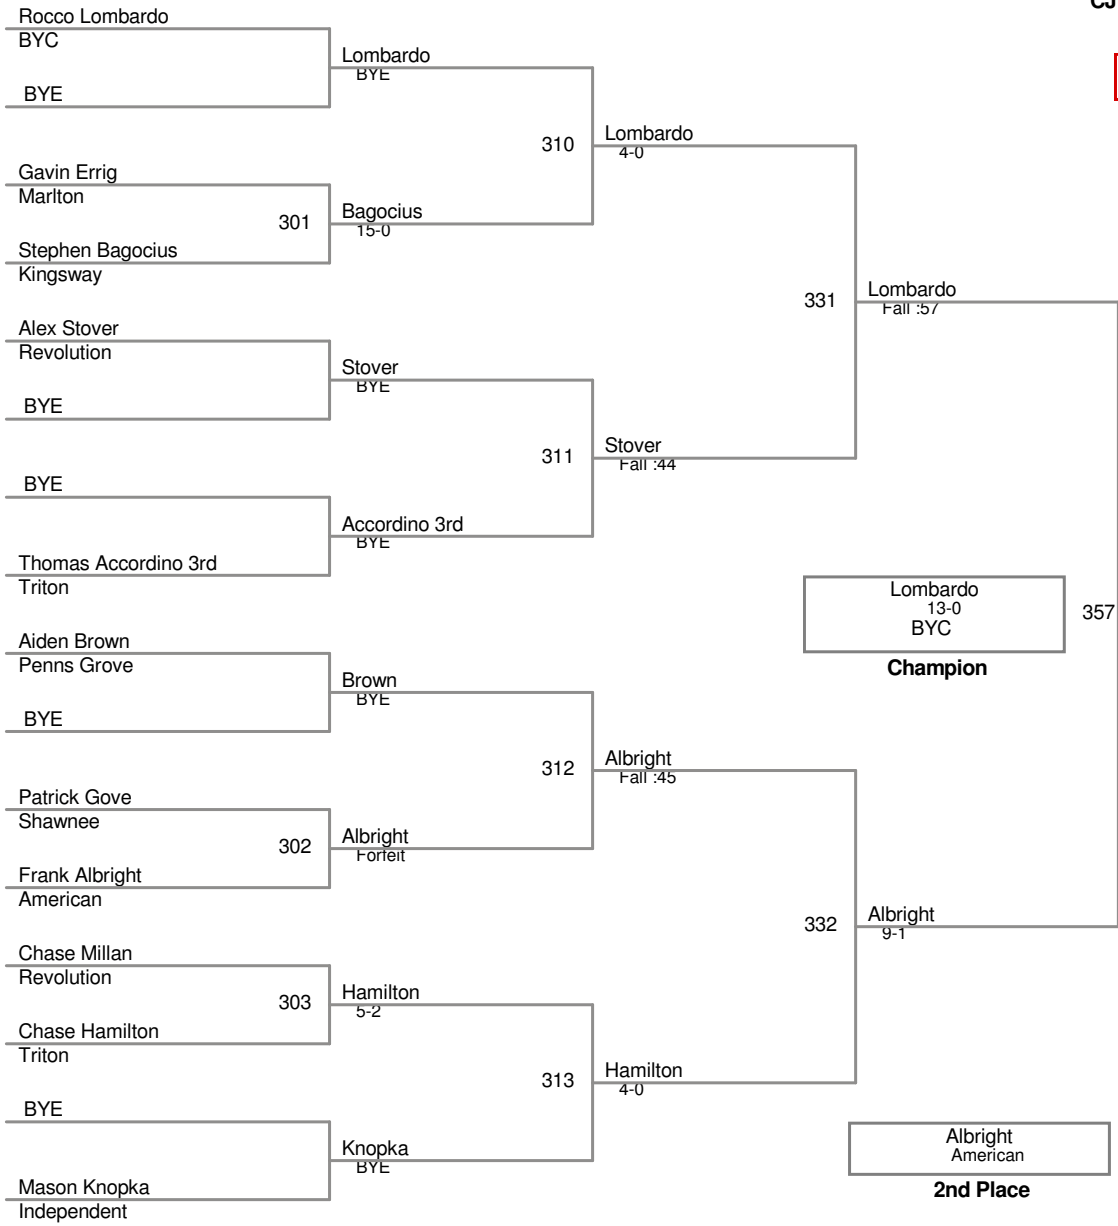 CJ
Rocco Lombardo
BYC
BYE
Lombardo
BYE
310
Lombardo
4-0
Gavin Errig
Marlton
301
Bagocius
15-0
Stephen Bagocius
Kingsway
331
Lombardo
Fall :57
Alex Stover
Revolution
Stover
BYE
BYE
311
Stover
Fall :44
BYE
Accordino 3rd
BYE
Thomas Accordino 3rd
Triton
Lombardo
13-0
BYC
357
Champion
Aiden Brown
Penns Grove
Brown
BYE
BYE
312
Albright
Fall :45
Patrick Gove
Shawnee
302
Albright
Forfeit
Frank Albright
American
332
Albright
9-1
Chase Millan
Revolution
303
Hamilton
5-2
Chase Hamilton
Triton
313
Hamilton
4-0
BYE
Knopka
BYE
Mason Knopka
Independent
Albright
American
2nd Place